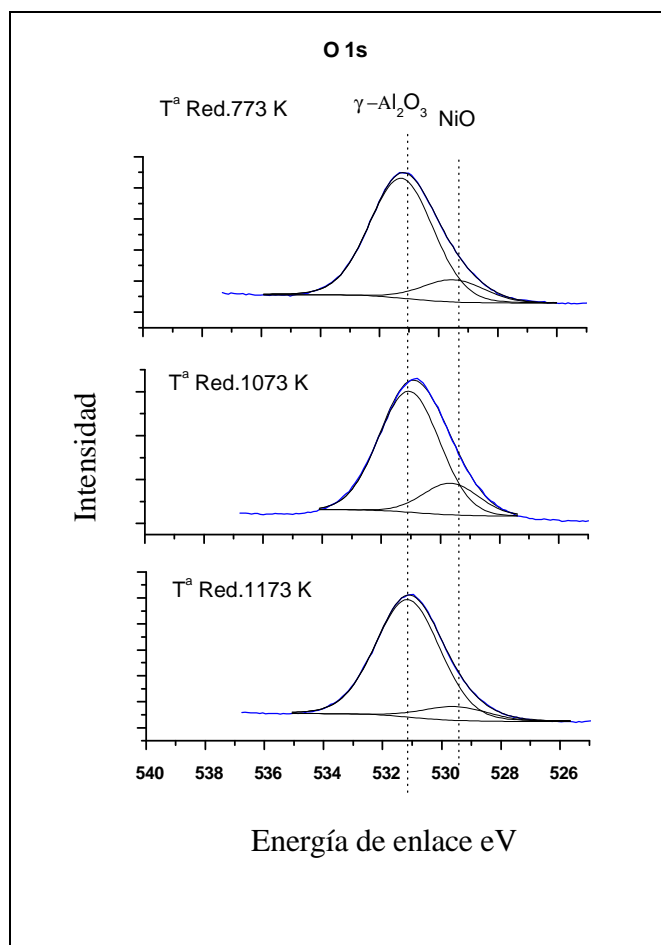 O 1s
Tª Red.773 K
γ–Al₂O₃
NiO
Tª Red.1073 K
Intensidad
Tª Red.1173 K
540 538 536 534 532 530 528 526
Energía de enlace eV